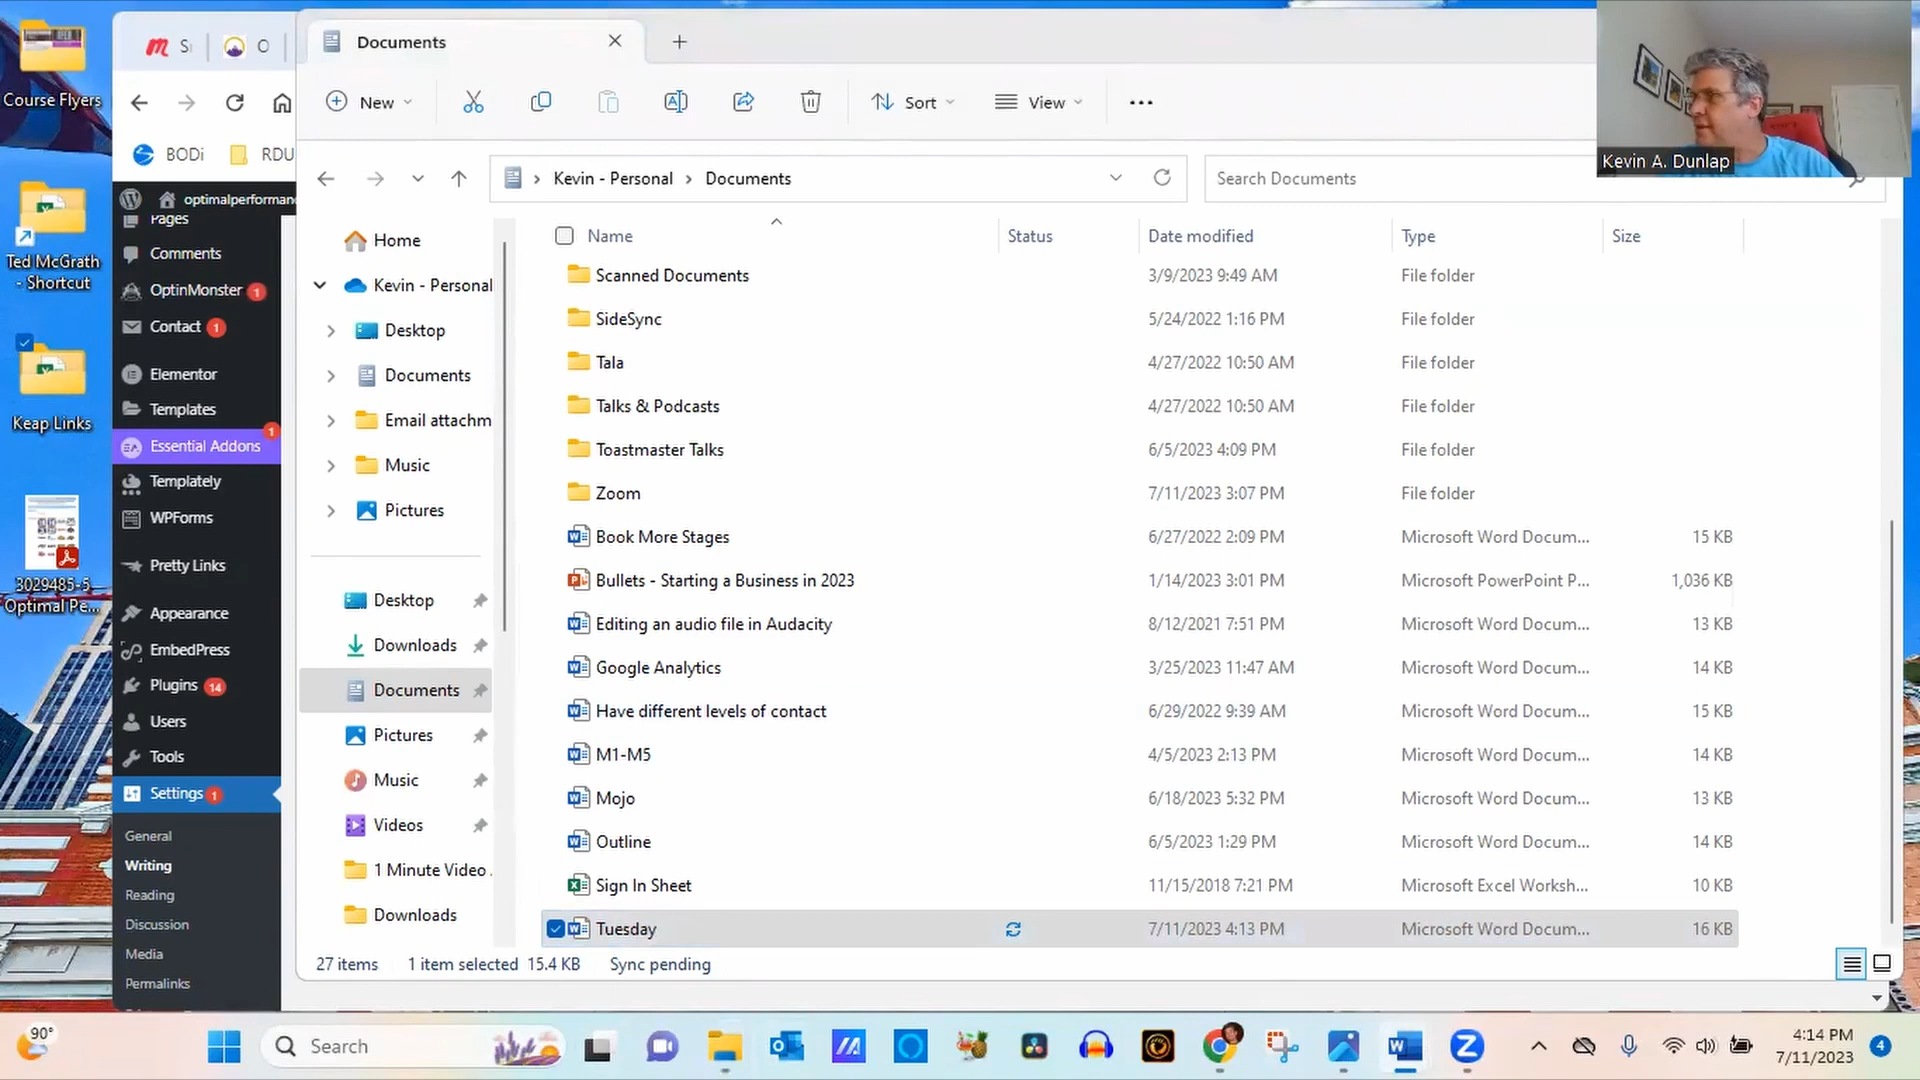 Course Flyers
Ted McGrath
- Shortcut
Keap Links
3029485-5
Optimal Pe...
S
O
BODi
RDU
optimalperforman
Pages
Comments
OptinMonster 1
Contact 1
Elementor
Templates
Essential Addons 1
Templately
WPForms
Pretty Links
Appearance
EmbedPress
Plugins 14
Users
Tools
Settings 1
General
Writing
Reading
Discussion
Media
Permalinks
Documents
New
Sort
View
Kevin - Personal > Documents
Search Documents
Kevin A. Dunlap
Home
Kevin - Personal
Desktop
Documents
Email attachm
Music
Pictures
Desktop
Downloads
Documents
Pictures
Music
Videos
1 Minute Video .
Downloads
Name Status Date modified Type Size
Scanned Documents 3/9/2023 9:49 AM File folder
SideSync 5/24/2022 1:16 PM File folder
Tala 4/27/2022 10:50 AM File folder
Talks & Podcasts 4/27/2022 10:50 AM File folder
Toastmaster Talks 6/5/2023 4:09 PM File folder
Zoom 7/11/2023 3:07 PM File folder
Book More Stages 6/27/2022 2:09 PM Microsoft Word Docum... 15 KB
Bullets - Starting a Business in 2023 1/14/2023 3:01 PM Microsoft PowerPoint P... 1,036 KB
Editing an audio file in Audacity 8/12/2021 7:51 PM Microsoft Word Docum... 13 KB
Google Analytics 3/25/2023 11:47 AM Microsoft Word Docum... 14 KB
Have different levels of contact 6/29/2022 9:39 AM Microsoft Word Docum... 15 KB
M1-M5 4/5/2023 2:13 PM Microsoft Word Docum... 14 KB
Mojo 6/18/2023 5:32 PM Microsoft Word Docum... 13 KB
Outline 6/5/2023 1:29 PM Microsoft Word Docum... 14 KB
Sign In Sheet 11/15/2018 7:21 PM Microsoft Excel Worksh... 10 KB
Tuesday 7/11/2023 4:13 PM Microsoft Word Docum... 16 KB
27 items 1 item selected 15.4 KB Sync pending
90°
Search
4:14 PM
7/11/2023
4